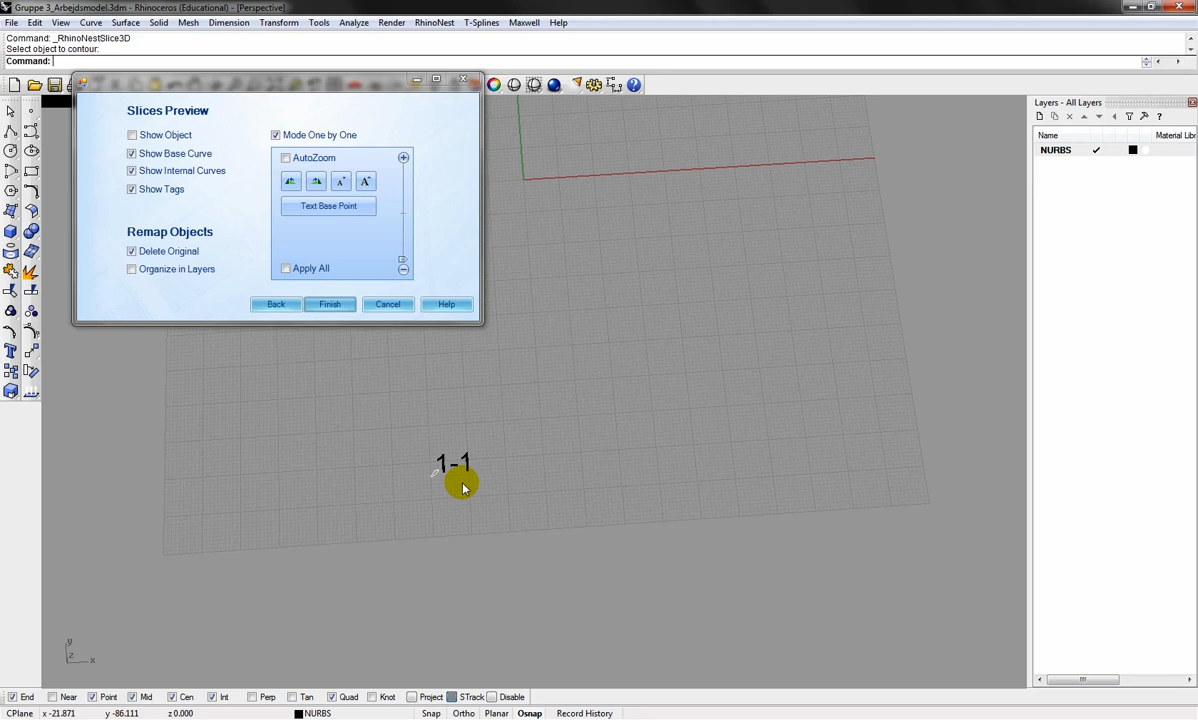 Gruppe 3_Arbejdsmodel.3dm - Rhinoceros (Educational) - [Perspective]
File Edit View Curve Surface Solid Mesh Dimension Transform Tools Analyze Render RhinoNest T-Splines Maxwell Help
Command: _RhinoNestSlice3D
Select object to contour:
Command:
Slices Preview
Show Object
Show Base Curve
Show Internal Curves
Show Tags
Remap Objects
Delete Original
Organize in Layers
Mode One by One
AutoZoom
A A
Text Base Point
Apply All
Back Finish Cancel Help
Layers - All Layers
Name Material Libr
NURBS
1-1
y
z x
End Near Point Mid Cen Int Perp Tan Quad Knot Project STrack Disable
CPlane x -21.871 y -86.111 z 0.000 NURBS Snap Ortho Planar Osnap Record History